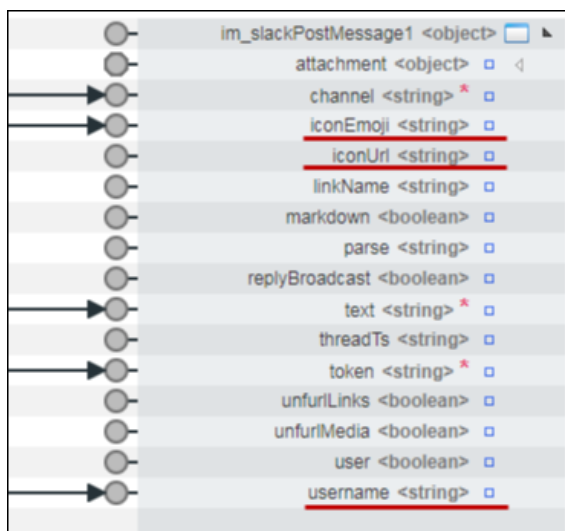 im_slackPostMessage1 <object>
attachment <object>
channel <string> *
iconEmoji <string>
iconUrl <string>
linkName <string>
markdown <boolean>
parse <string>
replyBroadcast <boolean>
text <string> *
threadTs <string>
token <string> *
unfurlLinks <boolean>
unfurlMedia <boolean>
user <boolean>
username <string>